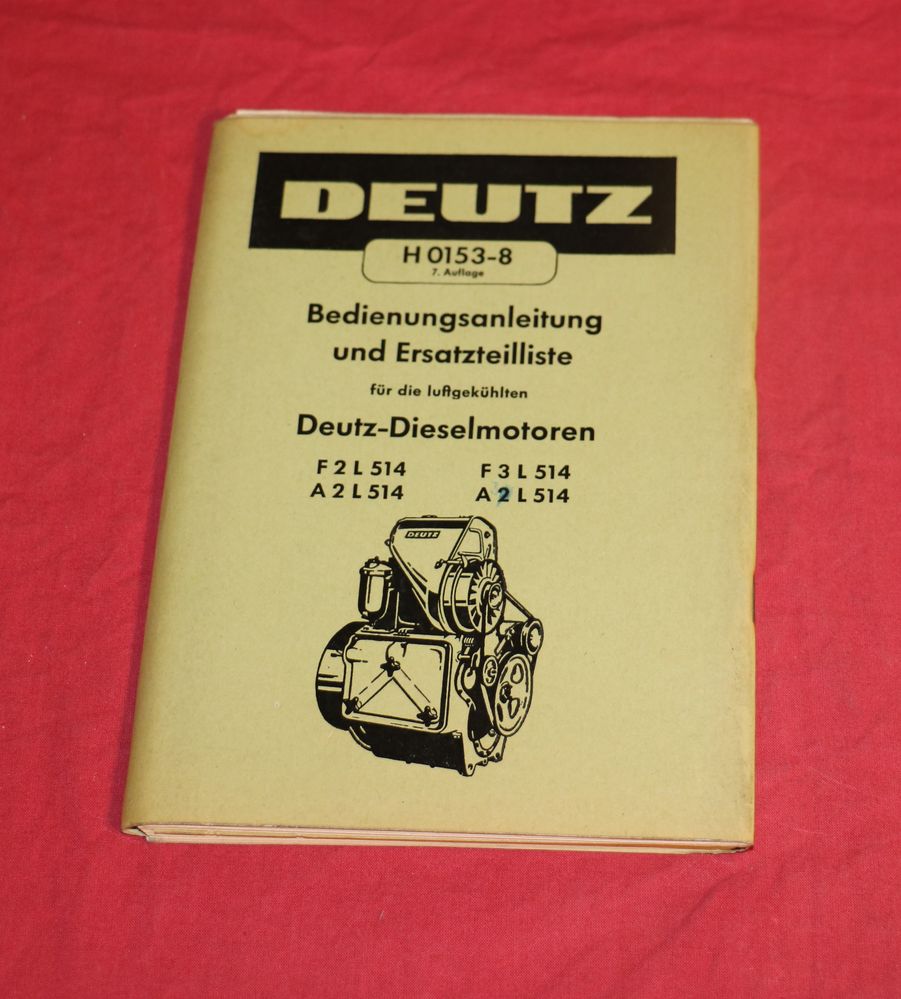 DEUTZ
H 0153-8
7. Auflage
Bedienungsanleitung
und Ersatzteilliste
für die luftgekühlten
Deutz-Dieselmotoren
F 2 L 514 F 3 L 514
A 2 L 514 A 2 L 514
DEUTZ